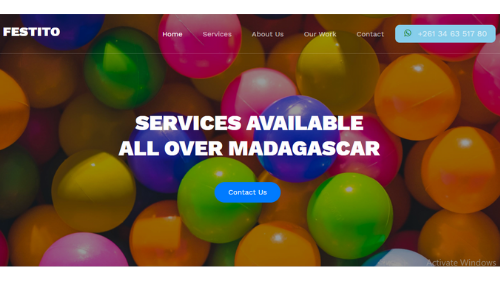 FESTITO
Home Services About Us Our Work Contact +261 34 63 517 80
SERVICES AVAILABLE
ALL OVER MADAGASCAR
Contact Us
Activate Windows